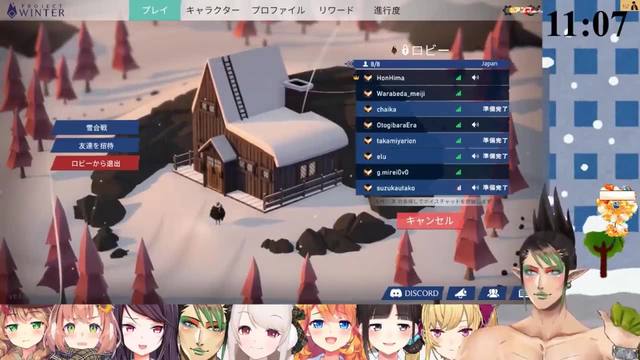 PROJECT
WINTER
プレイ
キャラクター
プロファイル
リワード
進行度
11:07
ロビー
8/8
Japan
HonHima
Warabeda_meiji
chaika 準備完了
OtogibaraEra
takamiyarion 準備完了
elu 準備完了
g.mirei0v0
suzukautako 準備完了
キャンセル
雪合戦
友達を招待
ロビーから退出
DISCORD